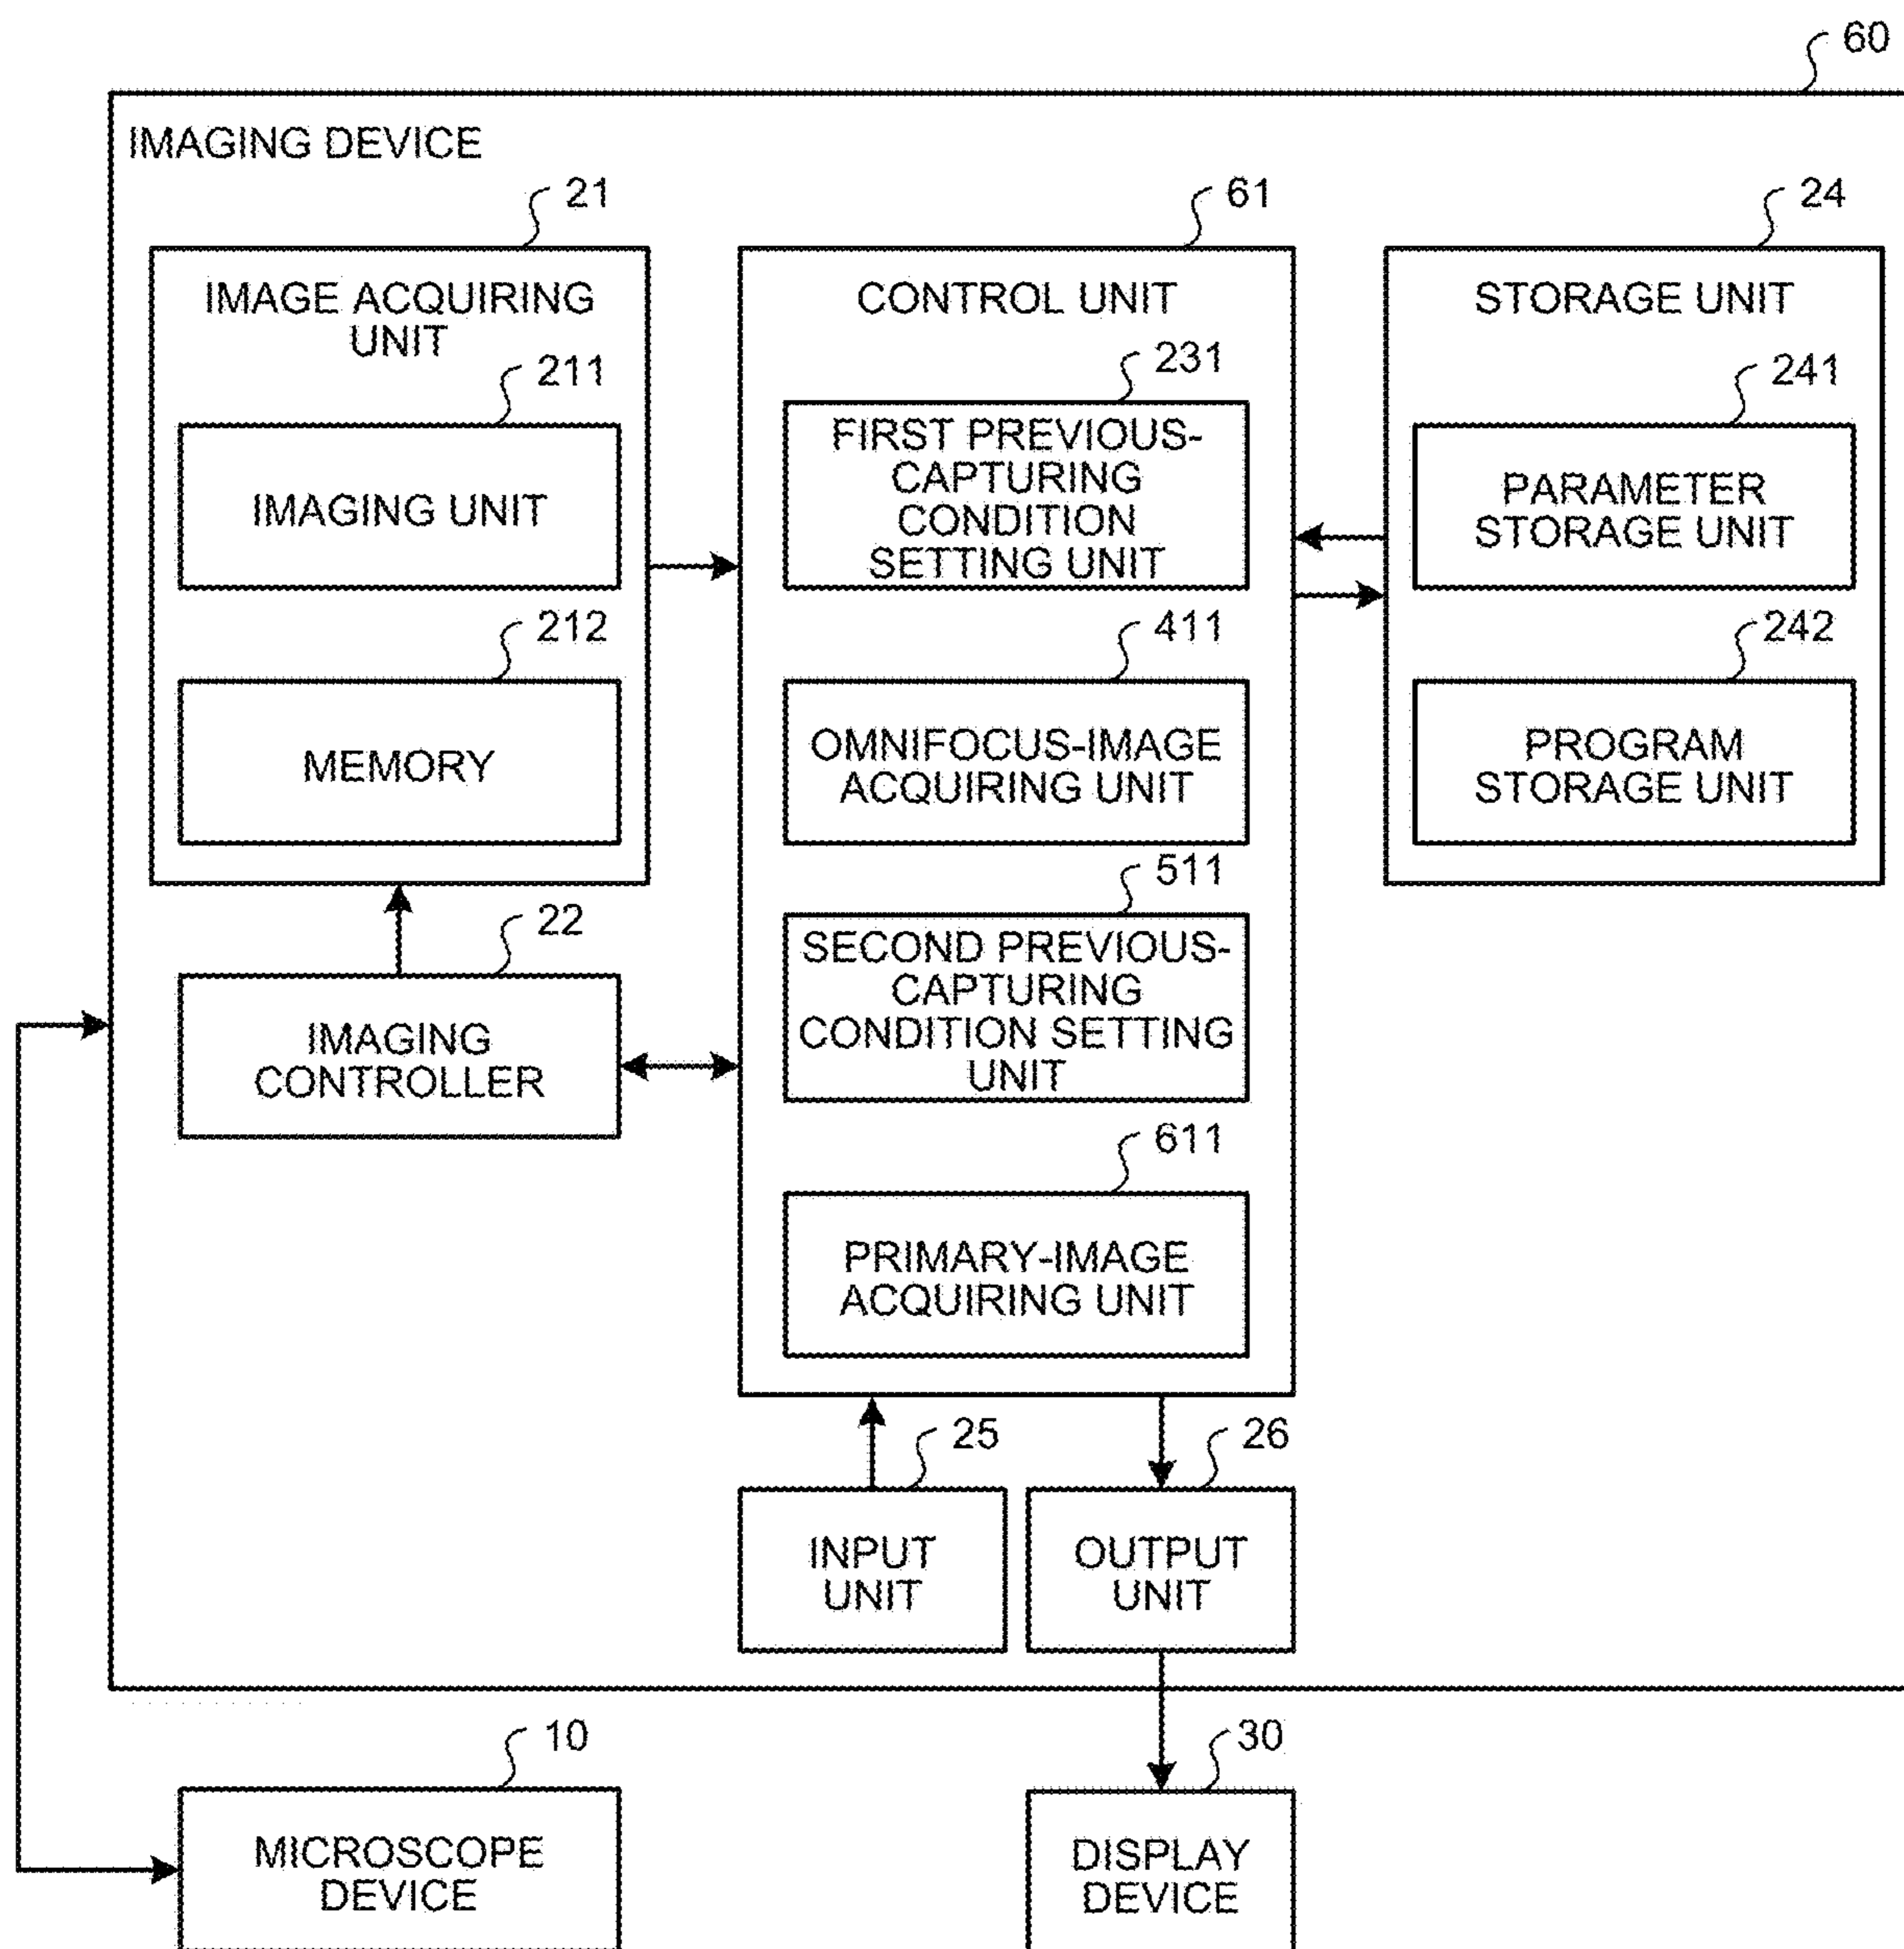 60
IMAGING DEVICE
21
IMAGE ACQUIRING
UNIT
211
IMAGING UNIT
212
MEMORY
22
IMAGING
CONTROLLER
61
CONTROL UNIT
231
FIRST PREVIOUS-
CAPTURING
CONDITION
SETTING UNIT
411
OMNIFOCUS-IMAGE
ACQUIRING UNIT
511
SECOND PREVIOUS-
CAPTURING
CONDITION SETTING
UNIT
611
PRIMARY-IMAGE
ACQUIRING UNIT
24
STORAGE UNIT
241
PARAMETER
STORAGE UNIT
242
PROGRAM
STORAGE UNIT
25
INPUT
UNIT
26
OUTPUT
UNIT
10
MICROSCOPE
DEVICE
30
DISPLAY
DEVICE